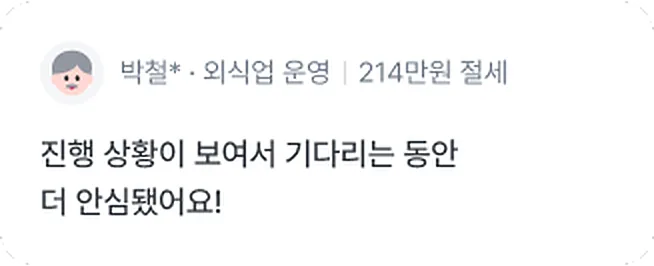 박철* · 외식업 운영 | 214만원 절세
진행 상황이 보여서 기다리는 동안
더 안심됐어요!